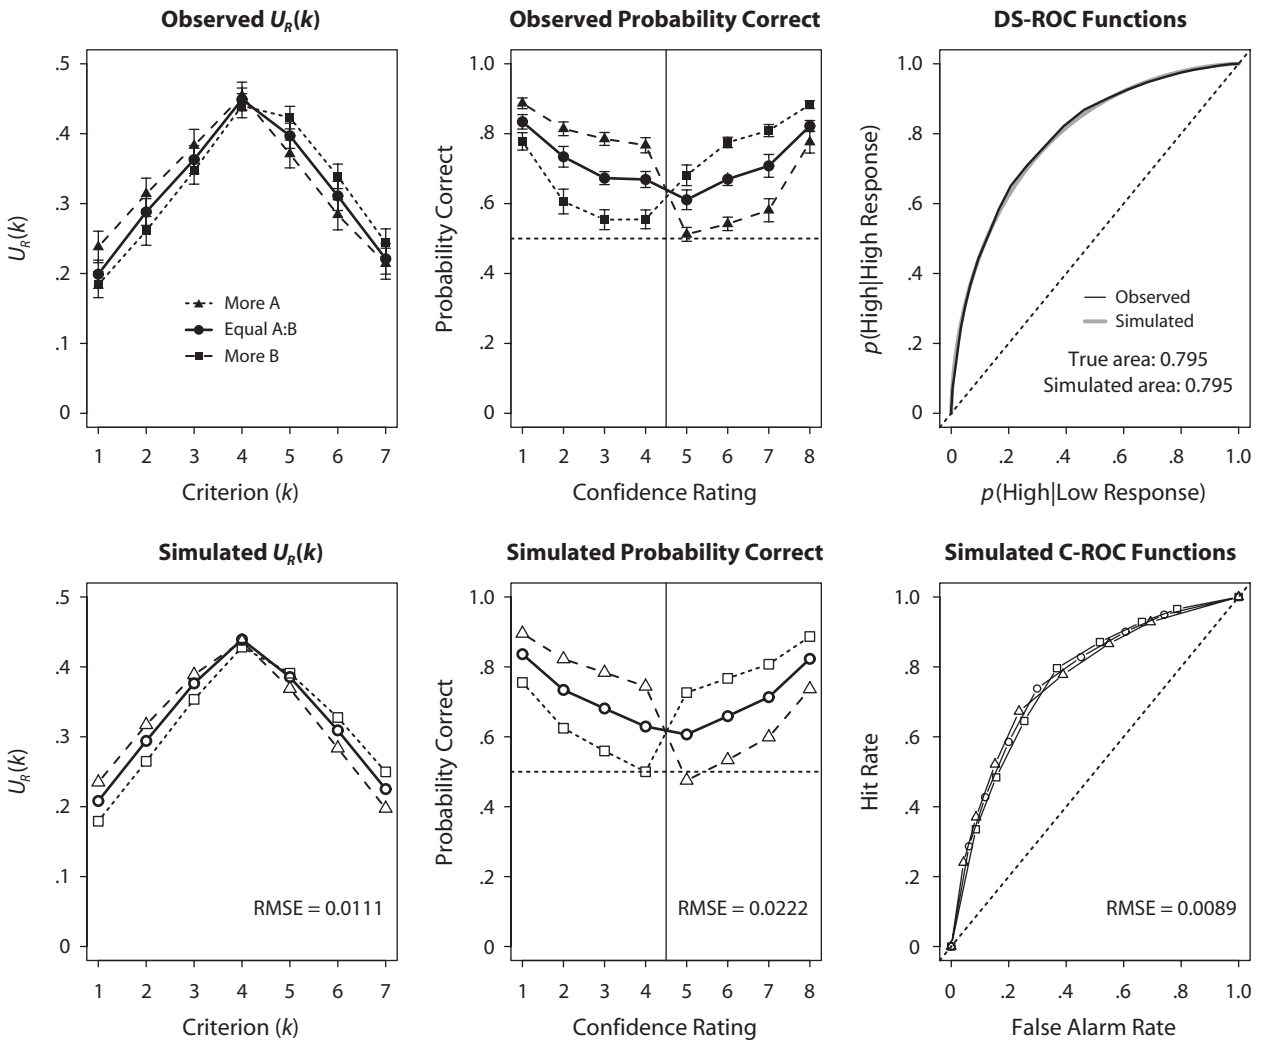 Observed U_R(k)
U_R(k)
.5
.4
.3
.2
.1
0
More A
Equal A:B
More B
1 2 3 4 5 6 7
Criterion (k)
Observed Probability Correct
Probability Correct
1.0
.8
.6
.4
.2
0
1 2 3 4 5 6 7 8
Confidence Rating
DS-ROC Functions
p(High|High Response)
1.0
.8
.6
.4
.2
0
Observed
Simulated
True area: 0.795
Simulated area: 0.795
0 .2 .4 .6 .8 1.0
p(High|Low Response)
Simulated U_R(k)
U_R(k)
.5
.4
.3
.2
.1
0
RMSE = 0.0111
1 2 3 4 5 6 7
Criterion (k)
Simulated Probability Correct
Probability Correct
1.0
.8
.6
.4
.2
0
RMSE = 0.0222
1 2 3 4 5 6 7 8
Confidence Rating
Simulated C-ROC Functions
Hit Rate
1.0
.8
.6
.4
.2
0
RMSE = 0.0089
0 .2 .4 .6 .8 1.0
False Alarm Rate